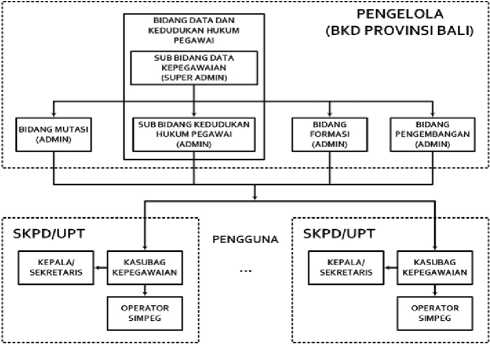 BIDANG DATA DAN
KEDUDUKAN HUKUM
PEGAWAI
PENGELOLA
(BKD PROVINSI BALI)
SUB BIDANG DATA
KEPEGAWAIAN
(SUPER ADMIN)
BIDANG MUTASI
(ADMIN)
SUB BIDANG KEDUDUKAN
HUKUM PEGAWAI
(ADMIN)
BIDANG
FORMASI
(ADMIN)
BIDANG
PENGEMBANGAN
(ADMIN)
SKPD/UPT
KEPALA/
SEKRETARIS
KASUBAG
KEPEGAWAIAN
OPERATOR
SIMPEG
PENGGUNA
...
SKPD/UPT
KEPALA/
SEKRETARIS
KASUBAG
KEPEGAWAIAN
OPERATOR
SIMPEG